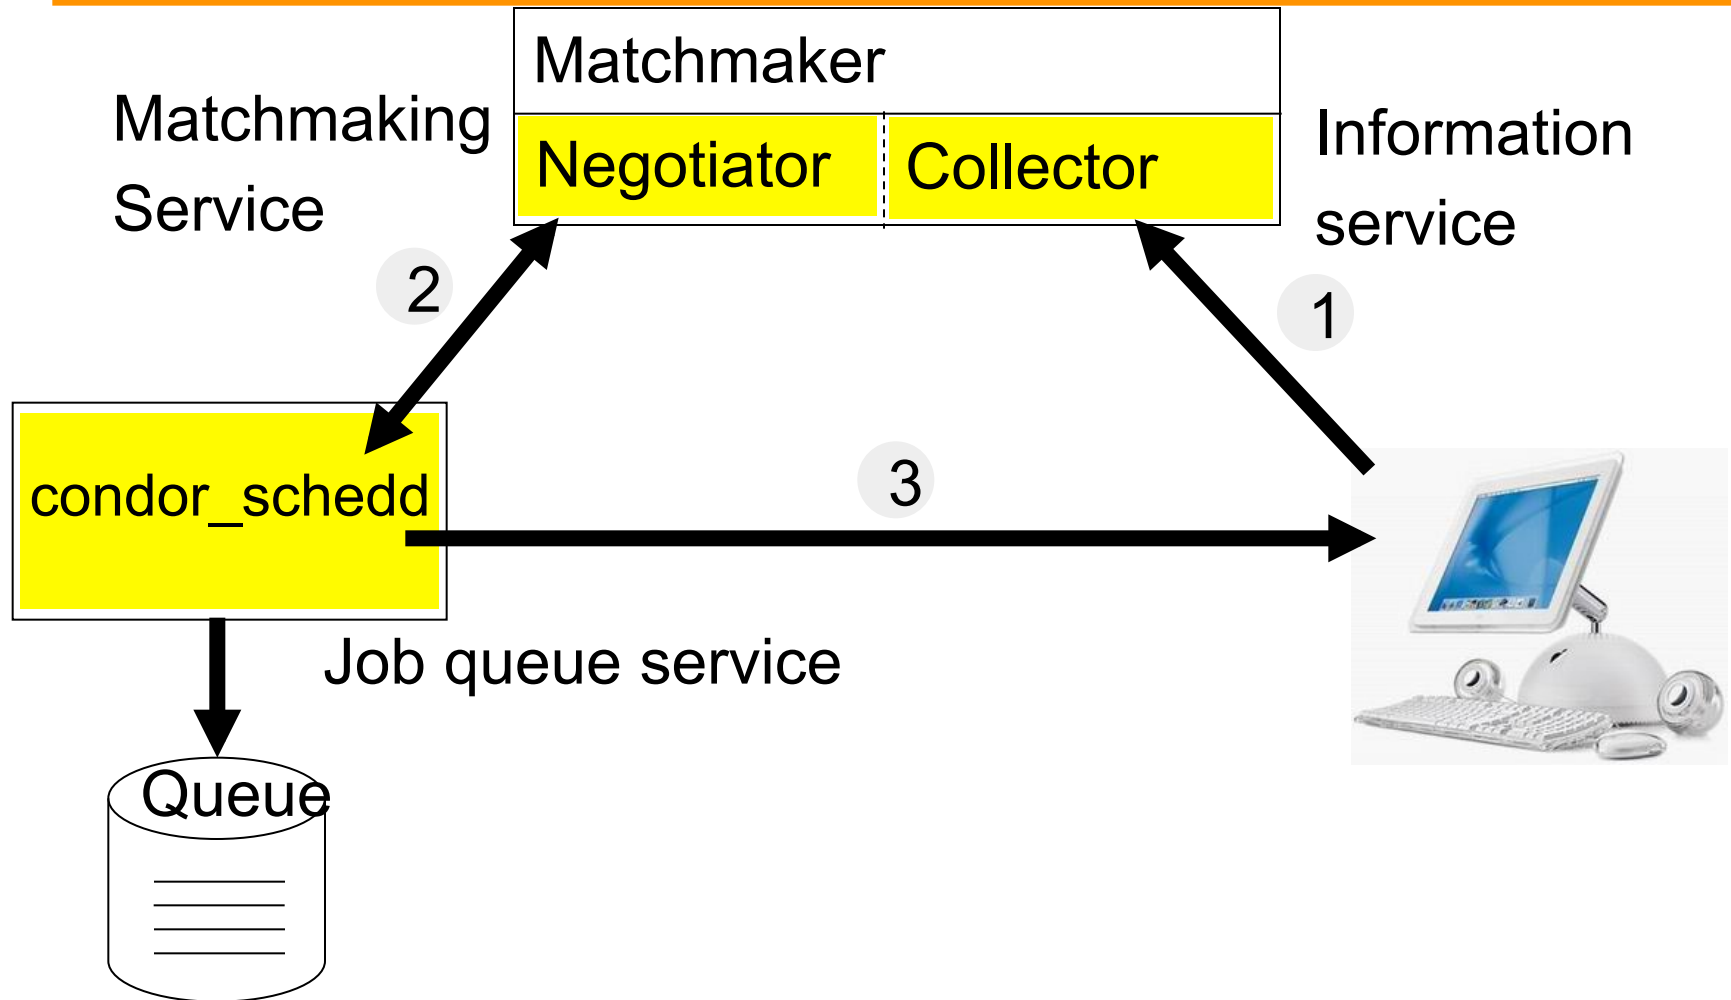 Matchmaker
Matchmaking
Service
Negotiator
Collector
Information
service
2
1
condor_schedd
3
Job queue service
Queue